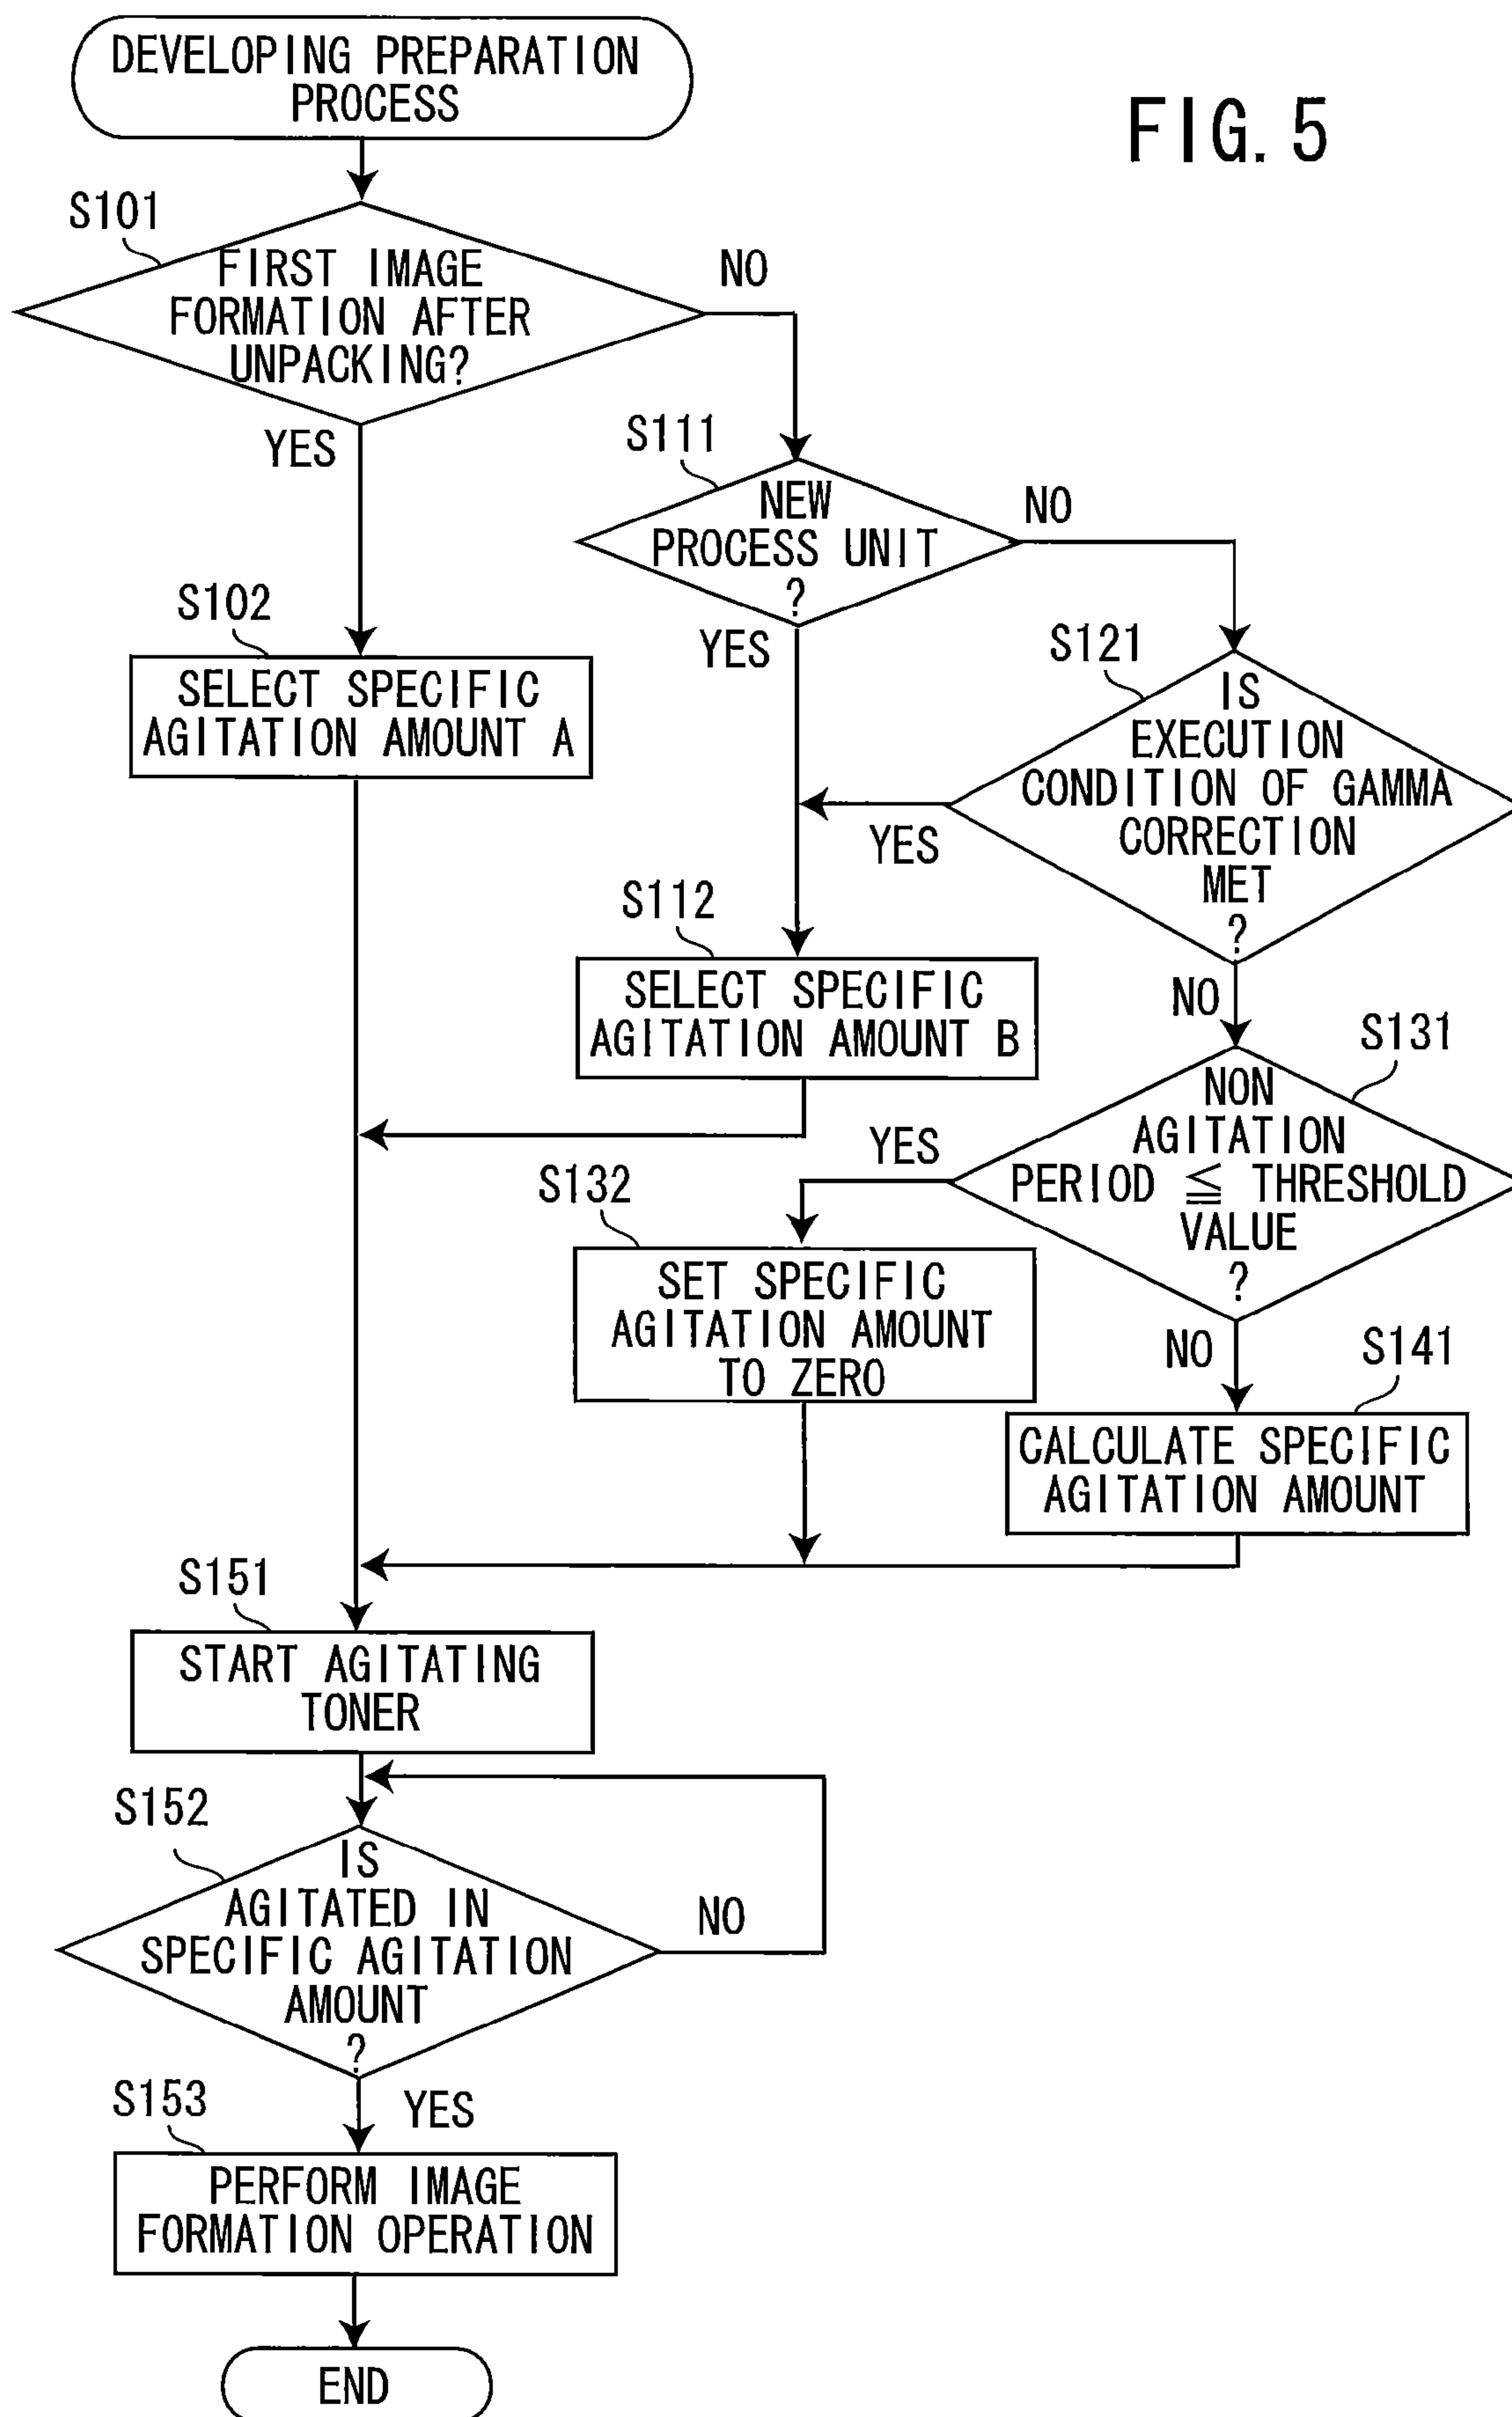 DEVELOPING PREPARATION
PROCESS
FIG. 5
S101
FIRST IMAGE
FORMATION AFTER
UNPACKING?
NO
YES
S111
NEW
PROCESS UNIT
?
NO
YES
S102
SELECT SPECIFIC
AGITATION AMOUNT A
S121
IS
EXECUTION
CONDITION OF GAMMA
CORRECTION
MET
?
YES
NO
S112
SELECT SPECIFIC
AGITATION AMOUNT B
S131
NON
AGITATION
PERIOD ≦ THRESHOLD
VALUE
?
YES
NO
S132
SET SPECIFIC
AGITATION AMOUNT
TO ZERO
S141
CALCULATE SPECIFIC
AGITATION AMOUNT
S151
START AGITATING
TONER
S152
IS
AGITATED IN
SPECIFIC AGITATION
AMOUNT
?
NO
YES
S153
PERFORM IMAGE
FORMATION OPERATION
END